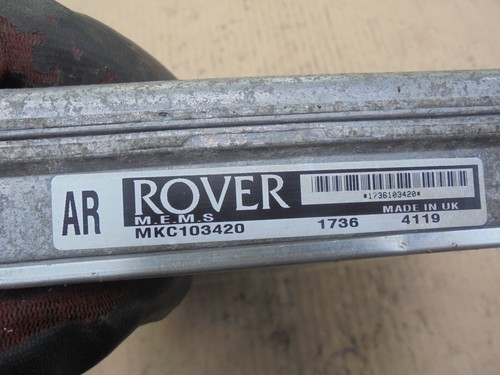 AR
ROVER
M.E.M.S
MKC103420
*1736103420*
MADE IN UK
1736 4119